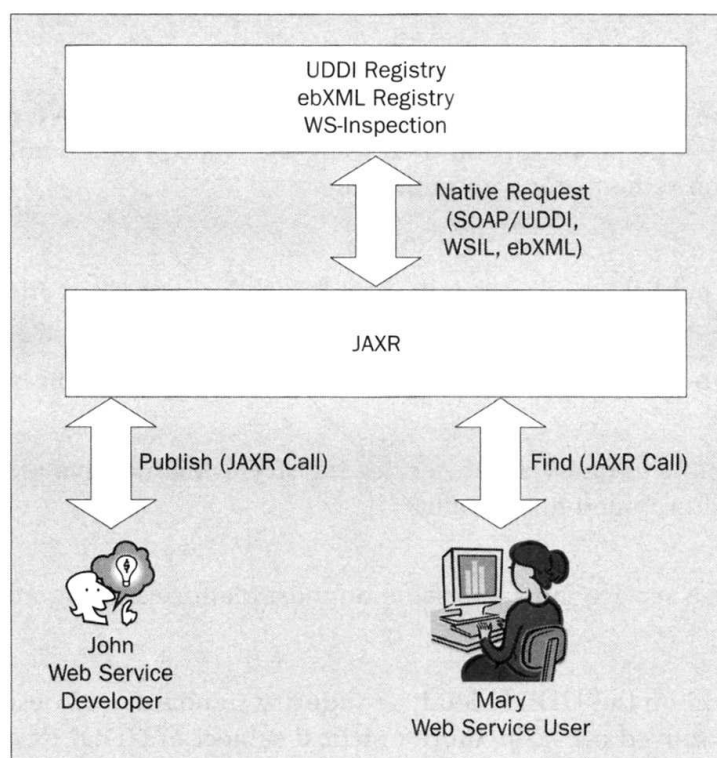 UDDI Registry
ebXML Registry
WS-Inspection
Native Request
(SOAP/UDDI,
WSIL, ebXML)
JAXR
Publish (JAXR Call)
Find (JAXR Call)
John
Web Service
Developer
Mary
Web Service User